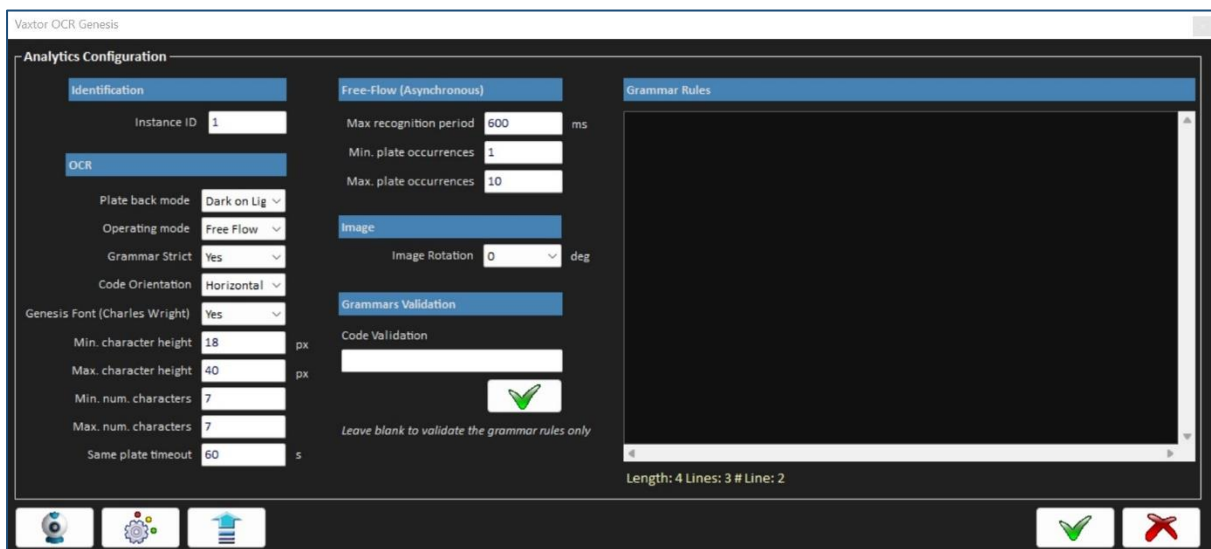 Vaxtor OCR Genesis
Analytics Configuration
Identification
Instance ID 1
OCR
Plate back mode Dark on Lig
Operating mode Free Flow
Grammar Strict Yes
Code Orientation Horizontal
Genesis Font (Charles Wright) Yes
Min. character height 18 px
Max. character height 40 px
Min. num. characters 7
Max. num. characters 7
Same plate timeout 60 s
Free-Flow (Asynchronous)
Max recognition period 600 ms
Min. plate occurrences 1
Max. plate occurrences 10
Image
Image Rotation 0 deg
Grammars Validation
Code Validation
Leave blank to validate the grammar rules only
Grammar Rules
Length: 4 Lines: 3 # Line: 2